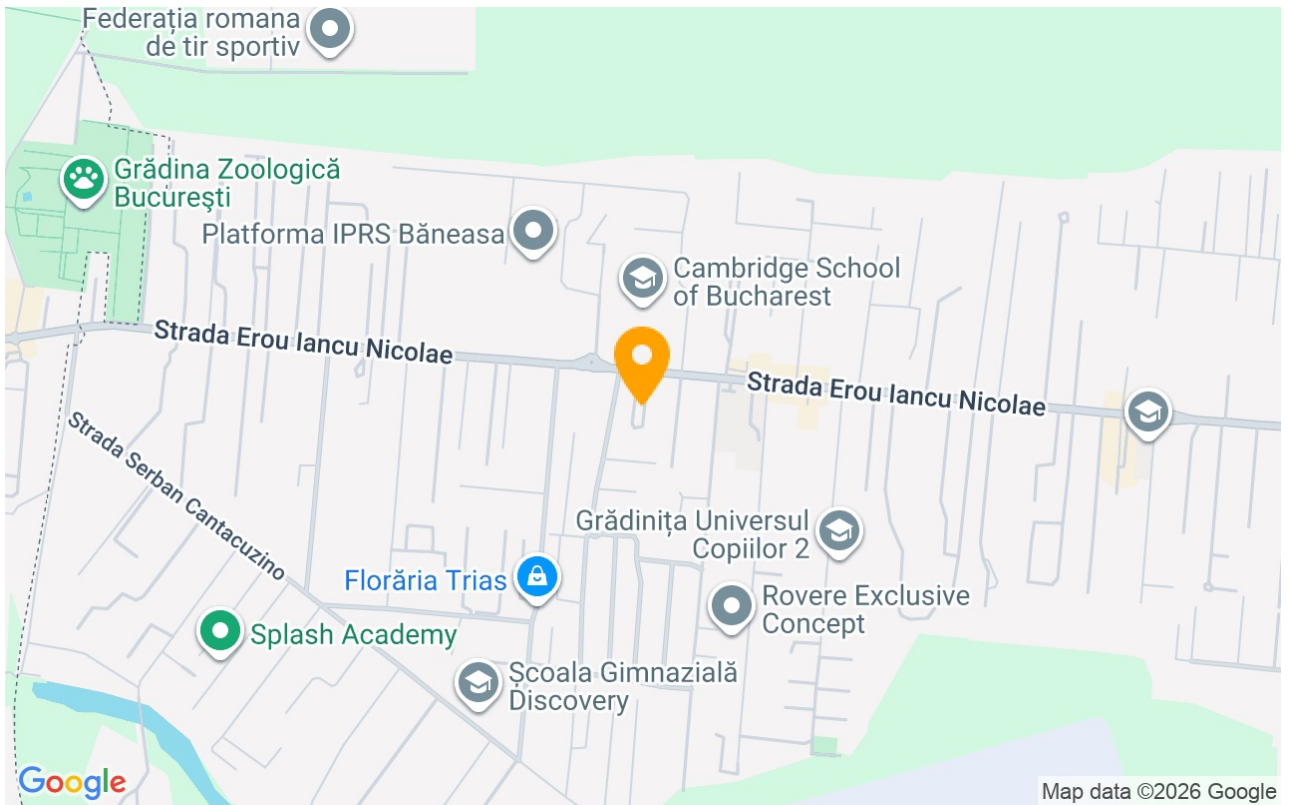 Federația romana
de tir sportiv
Grădina Zoologică
București
Platforma IPRS Băneasa
Cambridge School
of Bucharest
Strada Erou Iancu Nicolae
Strada Erou Iancu Nicolae
Strada Serban Cantacuzino
Grădinița Universul
Copiilor 2
Florăria Trias
Rovere Exclusive
Concept
Splash Academy
Școala Gimnazială
Discovery
Google
Map data ©2026 Google